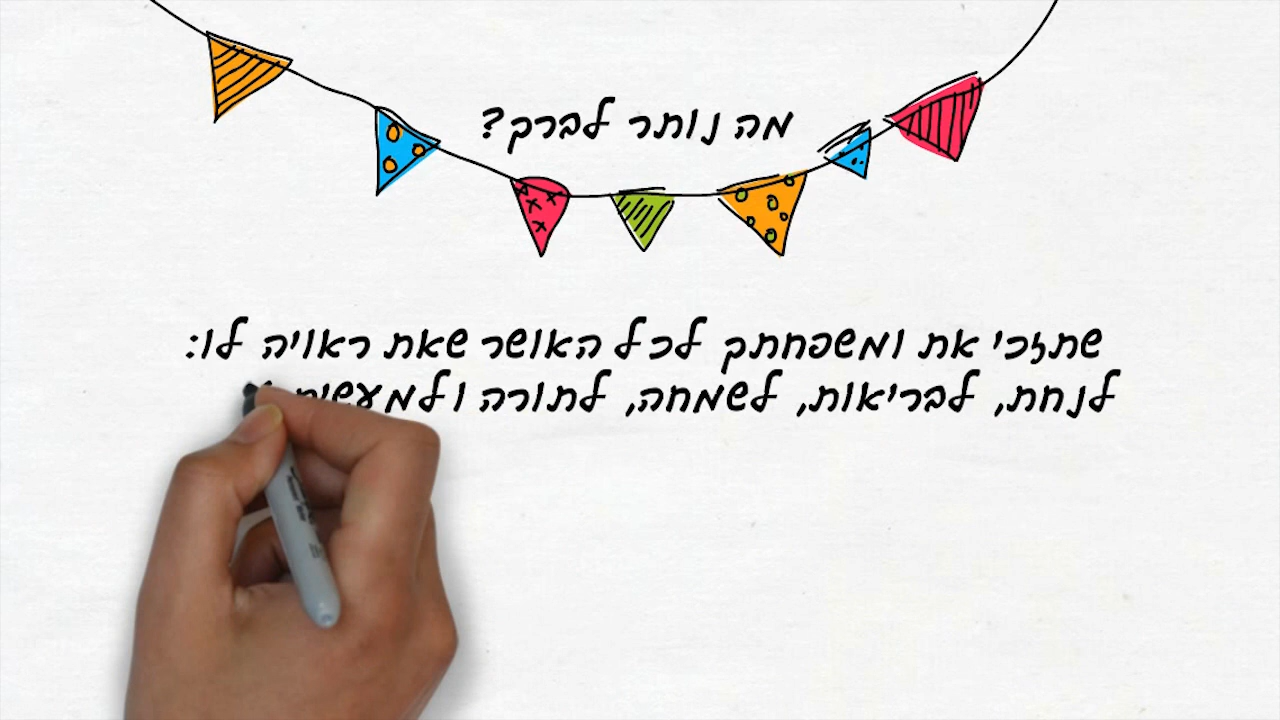 מה נותר לברך?
שתזכי את ומשפחתך לכל האושר שאת ראויה לו:
לנחת, לבריאות, לשמחה, לתורה